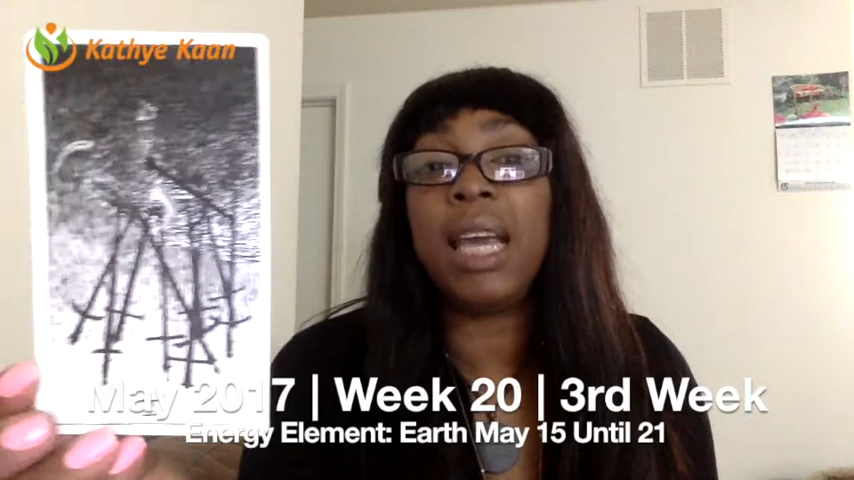 Kathye Kaan
May 2017 | Week 20 | 3rd Week
Energy Element: Earth May 15 Until 21